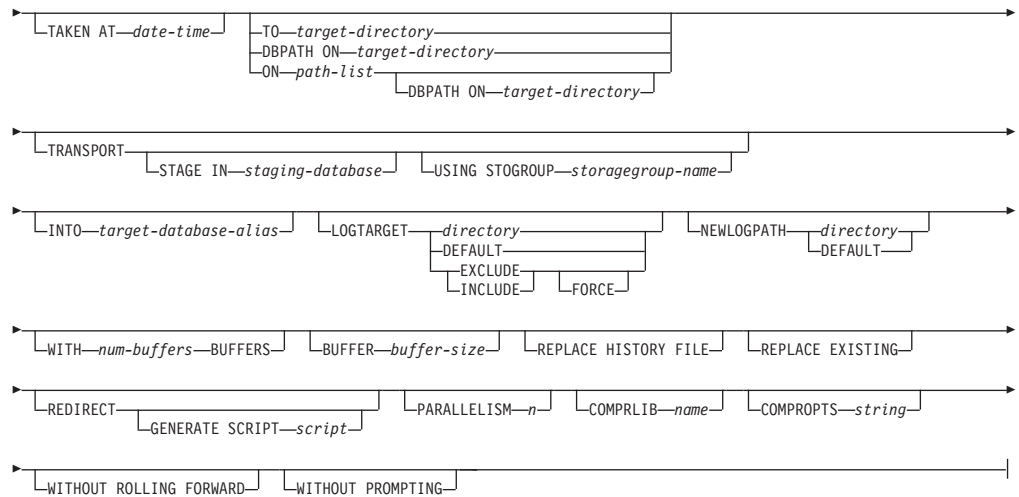 TAKEN AT date-time TO target-directory
DBPATH ON target-directory
ON path-list
DBPATH ON target-directory
TRANSPORT
STAGE IN staging-database USING STOGROUP storagegroup-name
INTO target-database-alias LOGTARGET directory NEWLOGPATH directory
DEFAULT DEFAULT
EXCLUDE
INCLUDE FORCE
WITH num-buffers BUFFERS BUFFER buffer-size REPLACE HISTORY FILE REPLACE EXISTING
REDIRECT PARALLELISM n COMPRLIB name COMPROPTS string
GENERATE SCRIPT script
WITHOUT ROLLING FORWARD WITHOUT PROMPTING